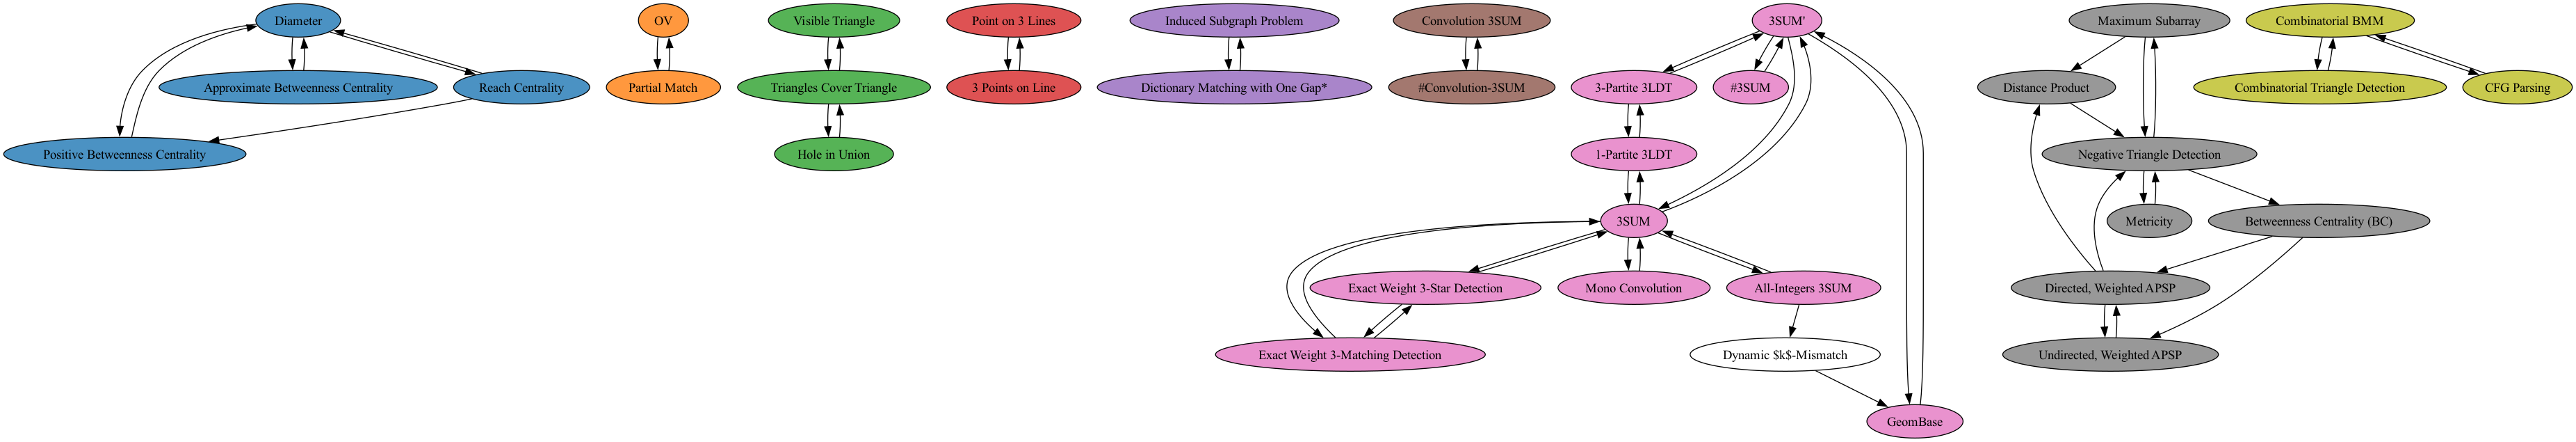 Diameter
OV
Visible Triangle
Point on 3 Lines
Induced Subgraph Problem
Convolution 3SUM
3SUM'
Maximum Subarray
Combinatorial BMM
Approximate Betweenness Centrality
Reach Centrality
Partial Match
Triangles Cover Triangle
3 Points on Line
Dictionary Matching with One Gap*
#Convolution-3SUM
3-Partite 3LDT
#3SUM
Distance Product
Combinatorial Triangle Detection
CFG Parsing
Positive Betweenness Centrality
Hole in Union
1-Partite 3LDT
Negative Triangle Detection
3SUM
Metricity
Betweenness Centrality (BC)
Exact Weight 3-Star Detection
Mono Convolution
All-Integers 3SUM
Directed, Weighted APSP
Exact Weight 3-Matching Detection
Dynamic $k$-Mismatch
Undirected, Weighted APSP
GeomBase